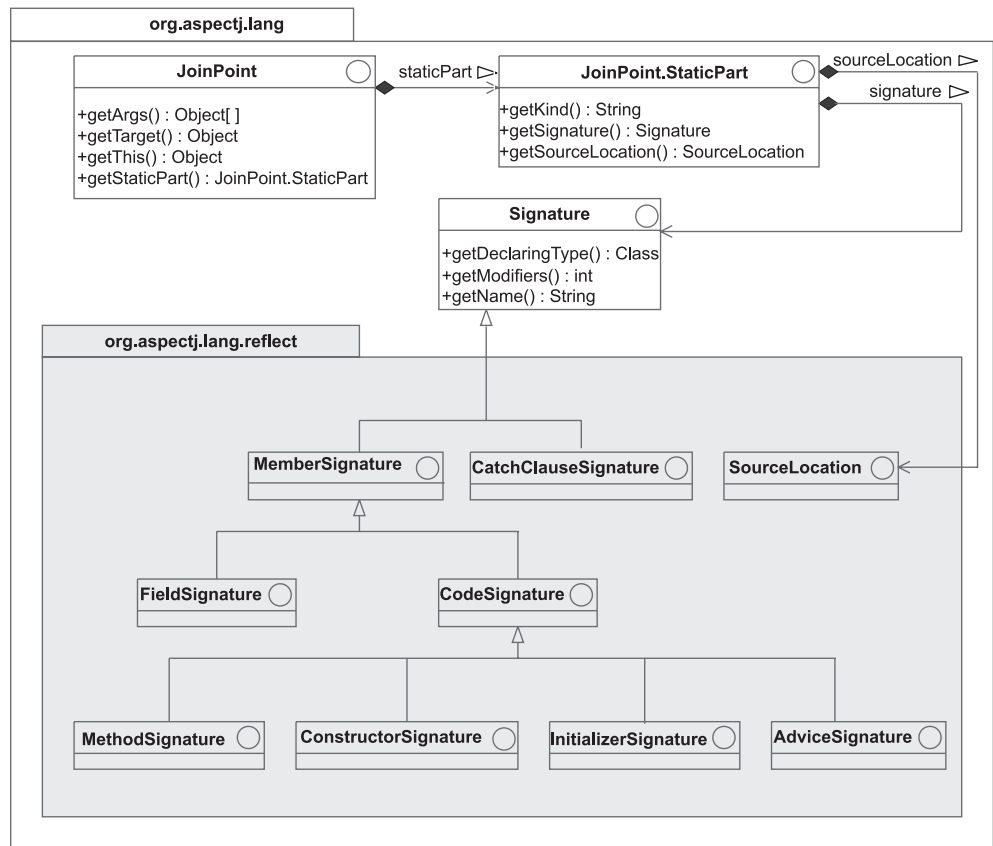 org.aspectj.lang
JoinPoint
+getArgs() : Object[ ]
+getTarget() : Object
+getThis() : Object
+getStaticPart() : JoinPoint.StaticPart
staticPart
JoinPoint.StaticPart
+getKind() : String
+getSignature() : Signature
+getSourceLocation() : SourceLocation
sourceLocation
signature
Signature
+getDeclaringType() : Class
+getModifiers() : int
+getName() : String
org.aspectj.lang.reflect
MemberSignature
CatchClauseSignature
SourceLocation
FieldSignature
CodeSignature
MethodSignature
ConstructorSignature
InitializerSignature
AdviceSignature